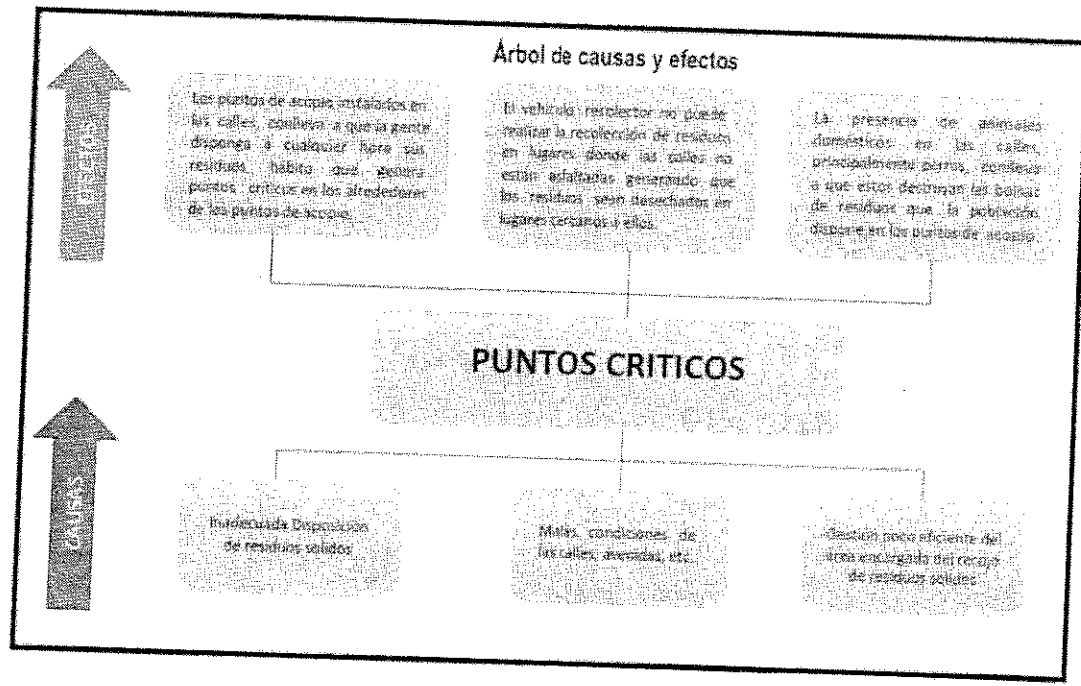 Árbol de causas y efectos
Los puntos de acopio instalados en
las calles, conlleva a que la gente
disponga a cualquier hora sus
residuos, hábito que genera
puntos críticos en los alrededores
de los puntos de acopio.
El vehículo recolector no puede
realizar la recolección de residuo
en lugares donde las calles no
están asfaltadas generando que
los residuos sean desechados en
lugares cercanos a ellos.
La presencia de animales
domésticos en las calles,
principalmente perros, conlleva
a que estos destruyan las bolsas
de residuos que la población
dispone en los puntos de acopio.
PUNTOS CRITICOS
CAUSAS
Inadecuada Disposición
de residuos solidos
Malas condiciones de
las calles, avenidas, etc.
Gestión poco eficiente del
área encargada del recojo
de residuos solidos